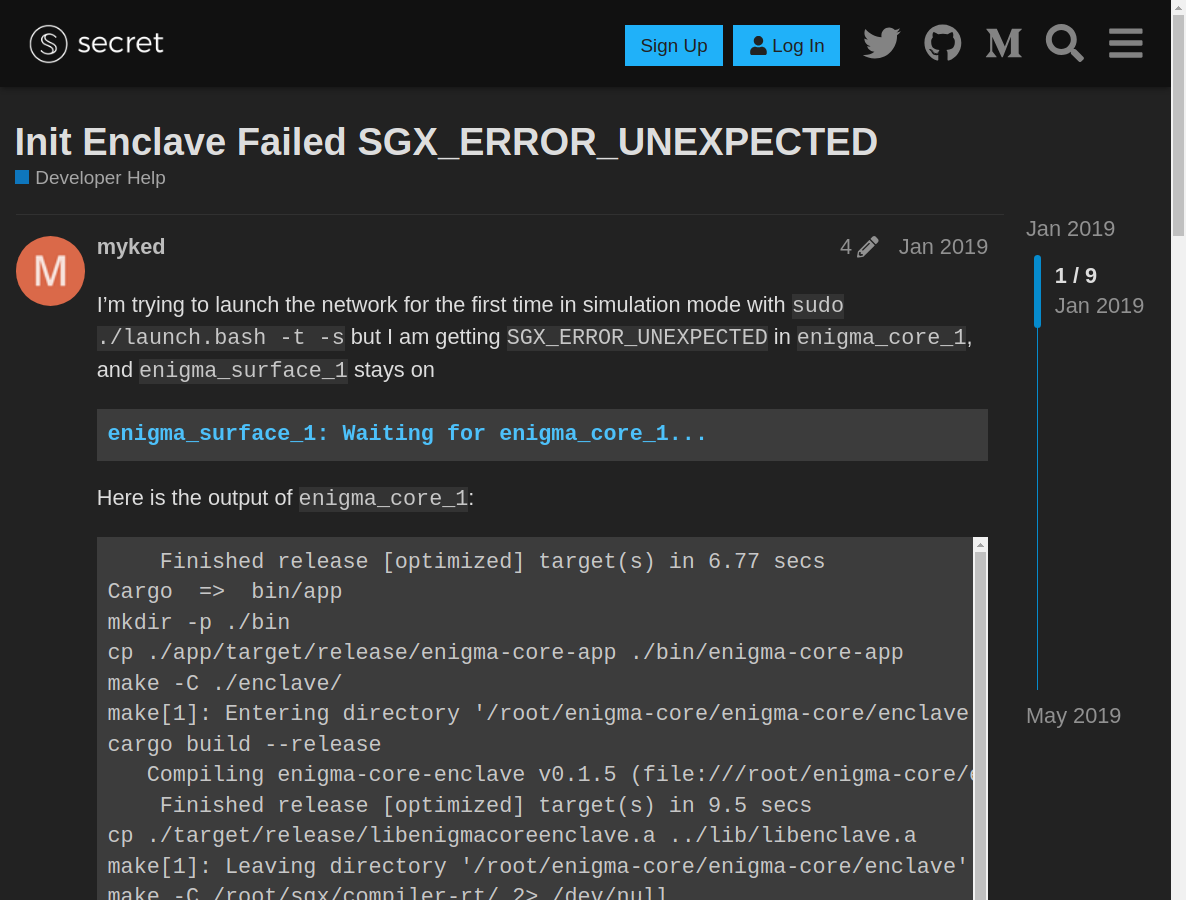 secret
Sign Up
Log In
Init Enclave Failed SGX_ERROR_UNEXPECTED
Developer Help
M
myked
4
Jan 2019
I’m trying to launch the network for the first time in simulation mode with sudo
./launch.bash -t -s but I am getting SGX_ERROR_UNEXPECTED in enigma_core_1,
and enigma_surface_1 stays on
enigma_surface_1: Waiting for enigma_core_1...
Here is the output of enigma_core_1:
Finished release [optimized] target(s) in 6.77 secs
Cargo  =>  bin/app
mkdir -p ./bin
cp ./app/target/release/enigma-core-app ./bin/enigma-core-app
make -C ./enclave/
make[1]: Entering directory '/root/enigma-core/enigma-core/enclave
cargo build --release
Compiling enigma-core-enclave v0.1.5 (file:///root/enigma-core/
Finished release [optimized] target(s) in 9.5 secs
cp ./target/release/libenigmacoreenclave.a ../lib/libenclave.a
make[1]: Leaving directory '/root/enigma-core/enigma-core/enclave'
make -C /root/sgx/compiler-rt/ 2> /dev/null
Jan 2019
1 / 9
Jan 2019
May 2019